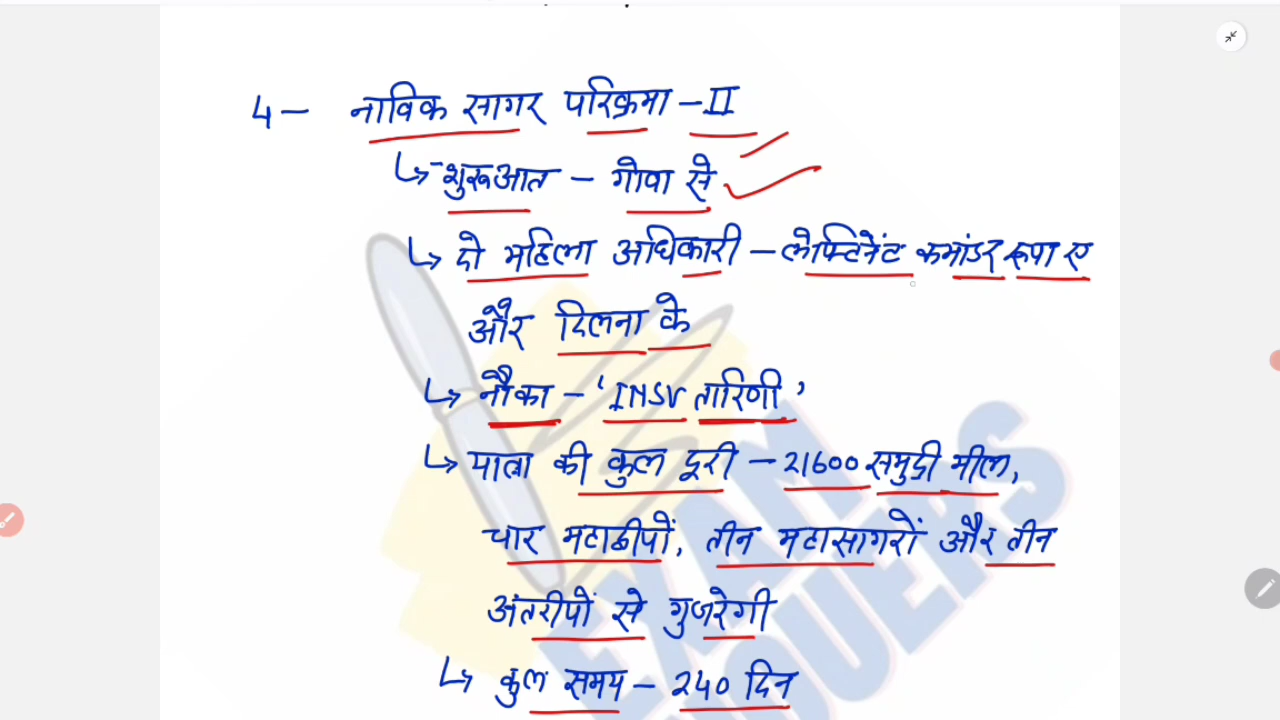 4- नाविक सागर परिक्रमा - II
↳ शुरूआत - गोवा से
↳ दो महिला अधिकारी - लेफ्टिनेंट कमांडर रूपा ए
और दिलना के
↳ नौका - 'INSV तारिणी'
↳ यात्रा की कुल दूरी - 21600 समुद्री मील,
चार महाद्वीपों, तीन महासागरों और तीन
अंतरीपों से गुजरेगी
↳ कुल समय - 240 दिन
EXAM